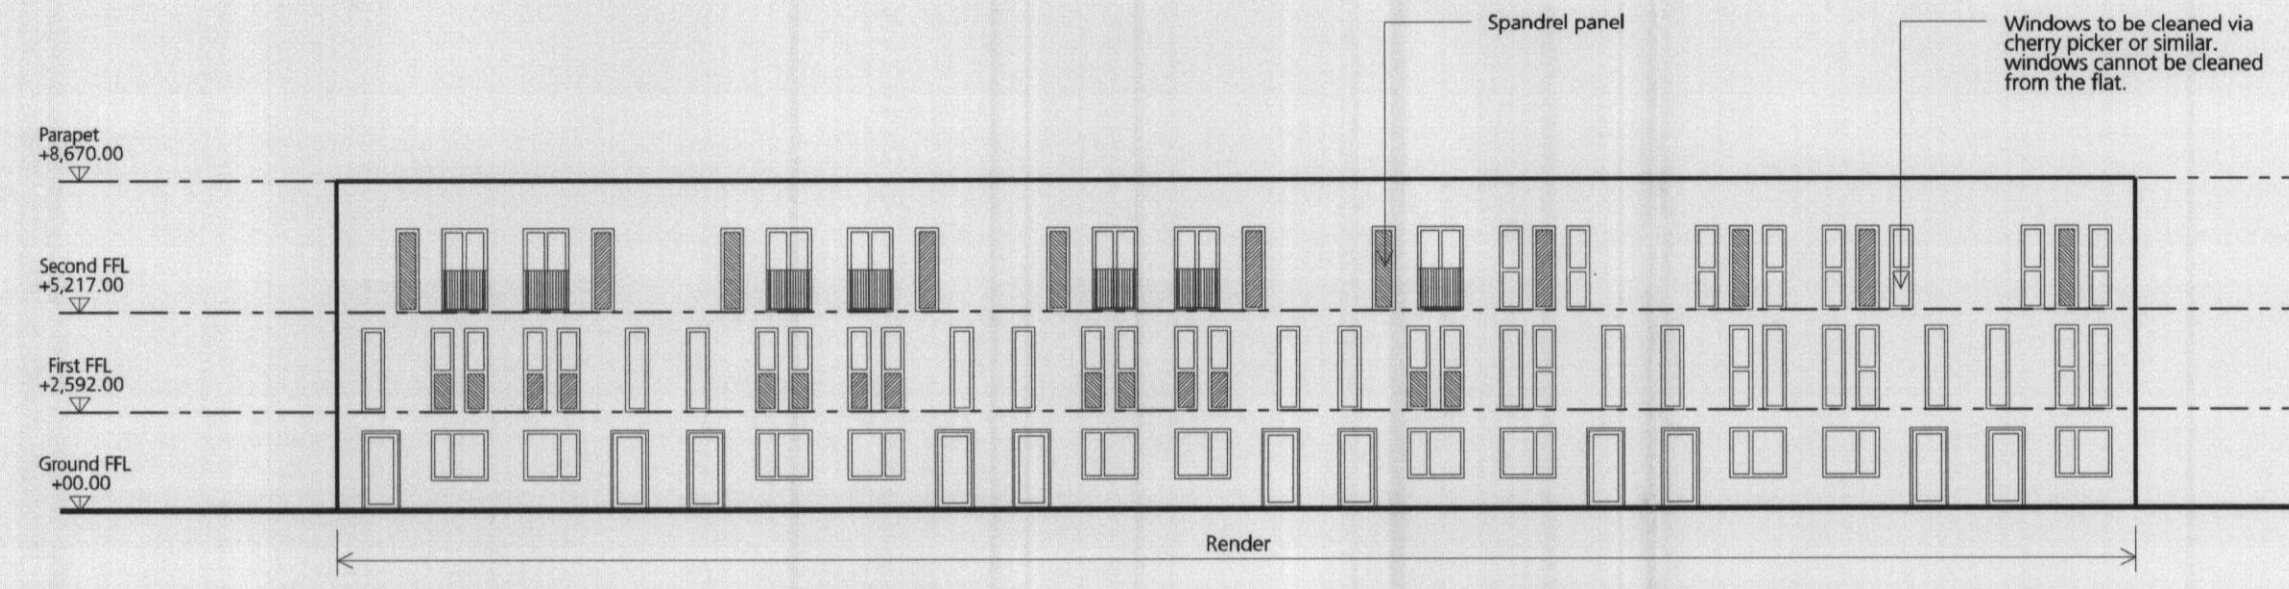 Spandrel panel
Windows to be cleaned via
cherry picker or similar.
windows cannot be cleaned
from the flat.
Parapet
+8,670.00
Second FFL
+5,217.00
First FFL
+2,592.00
Ground FFL
+00.00
Render